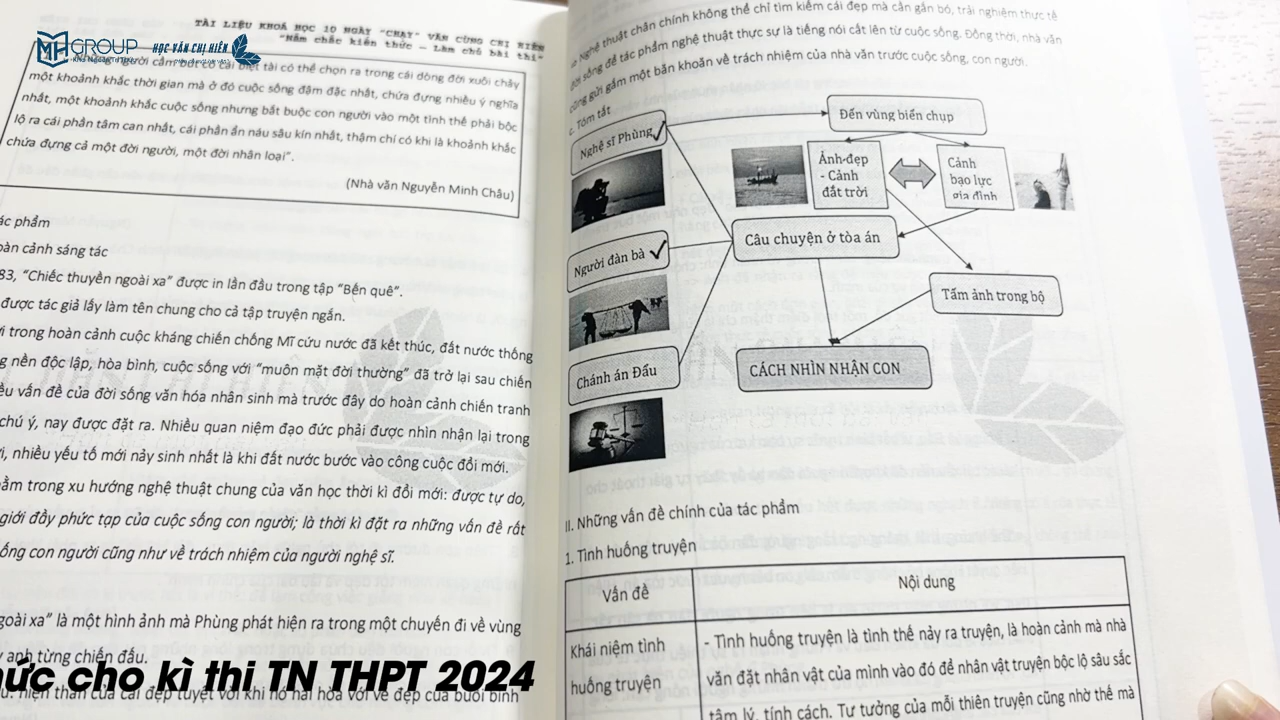 TÀI LIỆU KHOÁ HỌC 10 NGÀY "CHẠY" VĂN CÙNG CHỊ HIÊN
"Nắm chắc kiến thức – Làm chủ bài thi"
MH GROUP
HỌC VĂN CHỊ HIÊN
một khoảnh khắc thời gian mà ở đó cuộc sống đậm đặc nhất, chứa đựng nhiều ý nghĩa
nhất, một khoảnh khắc cuộc sống nhưng bắt buộc con người vào một tình thế phải bộc
lộ ra cái phần tâm can nhất, cái phần ẩn náu sâu kín nhất, thậm chí có khi là khoảnh khắc
chứa đựng cả một đời người, một đời nhân loại".
(Nhà văn Nguyễn Minh Châu)
ác phẩm
oàn cảnh sáng tác
83, "Chiếc thuyền ngoài xa" được in lần đầu trong tập "Bến quê".
được tác giả lấy làm tên chung cho cả tập truyện ngắn.
i trong hoàn cảnh cuộc kháng chiến chống Mĩ cứu nước đã kết thúc, đất nước thống
g nền độc lập, hòa bình, cuộc sống với "muôn mặt đời thường" đã trở lại sau chiến
ều vấn đề của đời sống văn hóa nhân sinh mà trước đây do hoàn cảnh chiến tranh
chú ý, nay được đặt ra. Nhiều quan niệm đạo đức phải được nhìn nhận lại trong
i, nhiều yếu tố mới nảy sinh nhất là khi đất nước bước vào công cuộc đổi mới.
ằm trong xu hướng nghệ thuật chung của văn học thời kì đổi mới: được tự do,
giới đầy phức tạp của cuộc sống con người; là thời kì đặt ra những vấn đề rất
ống con người cũng như về trách nhiệm của người nghệ sĩ.
goài xa" là một hình ảnh mà Phùng phát hiện ra trong một chuyến đi về vùng
anh từng chiến đấu.
ức cho kì thi TN THPT 2024
hiện thân của cái đẹp tuyệt vời khi nó hài hòa với vẻ đẹp của buổi bình
Nghệ thuật chân chính không thể chỉ tìm kiếm cái đẹp mà cần gắn bó, trải nghiệm thực tế
đời sống để tác phẩm nghệ thuật thực sự là tiếng nói cất lên từ cuộc sống. Đồng thời, nhà văn
cũng gửi gắm một băn khoăn về trách nhiệm của nhà văn trước cuộc sống, con người.
c. Tóm tắt
Nghệ sĩ Phùng
Đến vùng biển chụp
Ảnh đẹp
- Cảnh
đắt trời
Cảnh
bạo lực
gia đình
Người đàn bà
Câu chuyện ở tòa án
Tấm ảnh trong bộ
Chánh án Đẩu
CÁCH NHÌN NHẬN CON
II. Những vấn đề chính của tác phẩm
1. Tình huống truyện
Vấn đề
Nội dung
Khái niệm tình
huống truyện
- Tình huống truyện là tình thế nảy ra truyện, là hoàn cảnh mà nhà
văn đặt nhân vật của mình vào đó để nhân vật truyện bộc lộ sâu sắc
tâm lý, tính cách. Tư tưởng của mỗi thiên truyện cũng nhờ thế mà